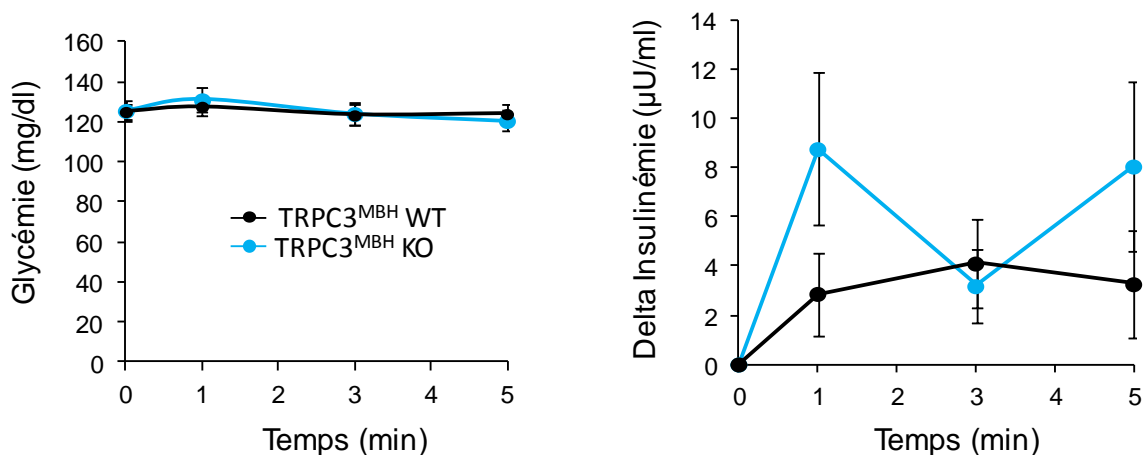 Glycémie (mg/dl)
160
140
120
100
80
60
40
20
0
TRPC3MBH WT
TRPC3MBH KO
0 1 2 3 4 5
Temps (min)
Delta Insulinémie (µU/ml)
14
12
10
8
6
4
2
0
0 1 2 3 4 5
Temps (min)